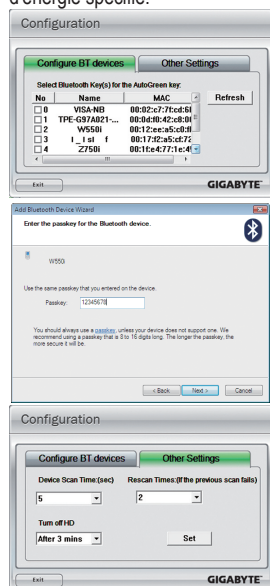 d'énergie spécifié.
Configuration
Configure BT devices Other Settings
Select Bluetooth Key(s) for the AutoGreen key:
No Name MAC Refresh
0 VISA-NB 00:02:c7:7f:cd:6
1 TPE-G97A021-... 00:0d:f0:42:c8:8
2 W550i 00:12:ee:a5:c0:f
3 00:17:f2:a5:cf:72
4 Z750i 00:1f:e4:77:1e:4
Exit GIGABYTE
Add Bluetooth Device Wizard
Enter the passkey for the Bluetooth device.
W550i
Use the same passkey that you entered on the device.
Passkey: 12345678
You should always use a passkey, unless your device does not support one. We
recommend using a passkey that is 8 to 16 digits long. The longer the passkey, the
more secure it will be.
< Back Next > Cancel
Configuration
Configure BT devices Other Settings
Device Scan Time:(sec) Rescan Times:(If the previous scan fails)
5 2
Turn off HD
After 3 mins Set
Exit GIGABYTE